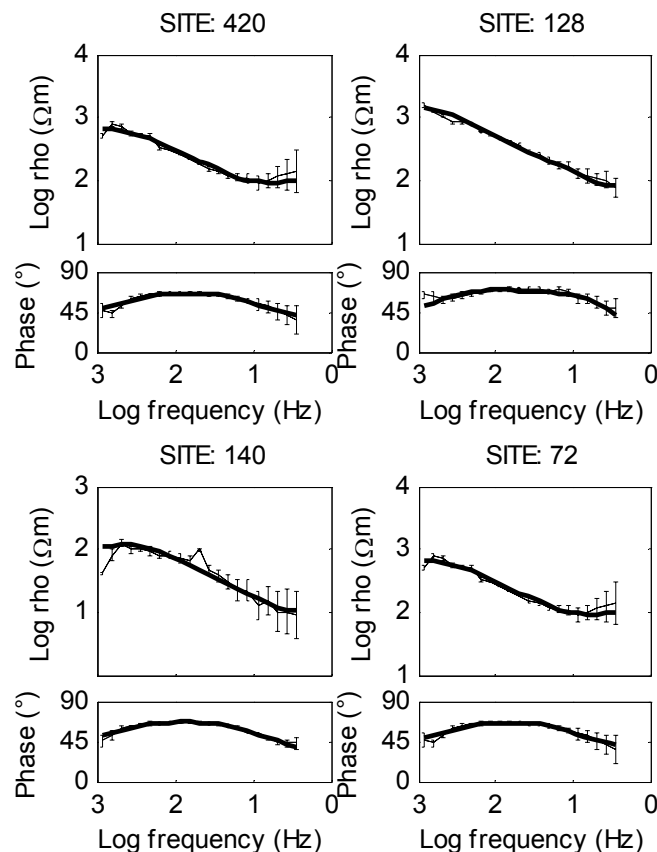 SITE: 420
4
3
2
1
Log rho (Ωm)
90
45
0
Phase (°)
3 2 1 0
Log frequency (Hz)
SITE: 128
4
3
2
1
Log rho (Ωm)
90
45
0
Phase (°)
3 2 1 0
Log frequency (Hz)
SITE: 140
3
2
1
Log rho (Ωm)
90
45
0
Phase (°)
3 2 1 0
Log frequency (Hz)
SITE: 72
4
3
2
1
Log rho (Ωm)
90
45
0
Phase (°)
3 2 1 0
Log frequency (Hz)